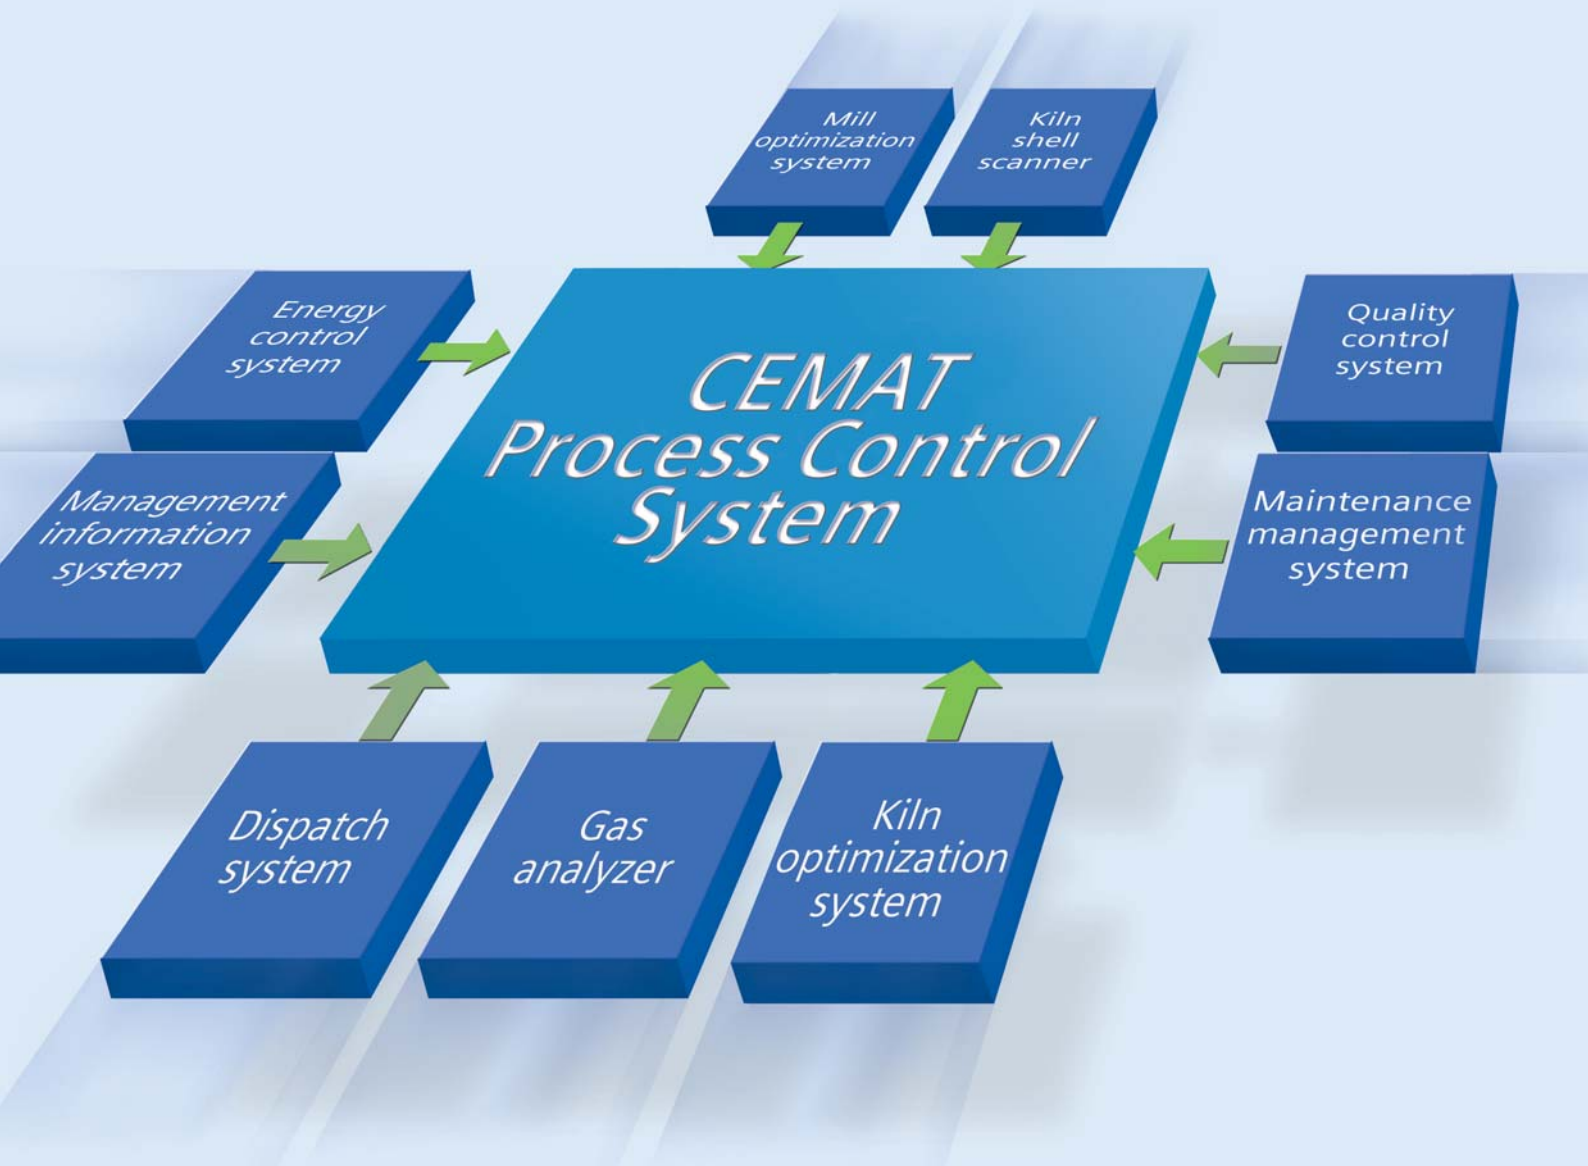 Mill
optimization
system
Kiln
shell
scanner
Energy
control
system
Quality
control
system
CEMAT
Process Control
System
Management
information
system
Maintenance
management
system
Dispatch
system
Gas
analyzer
Kiln
optimization
system